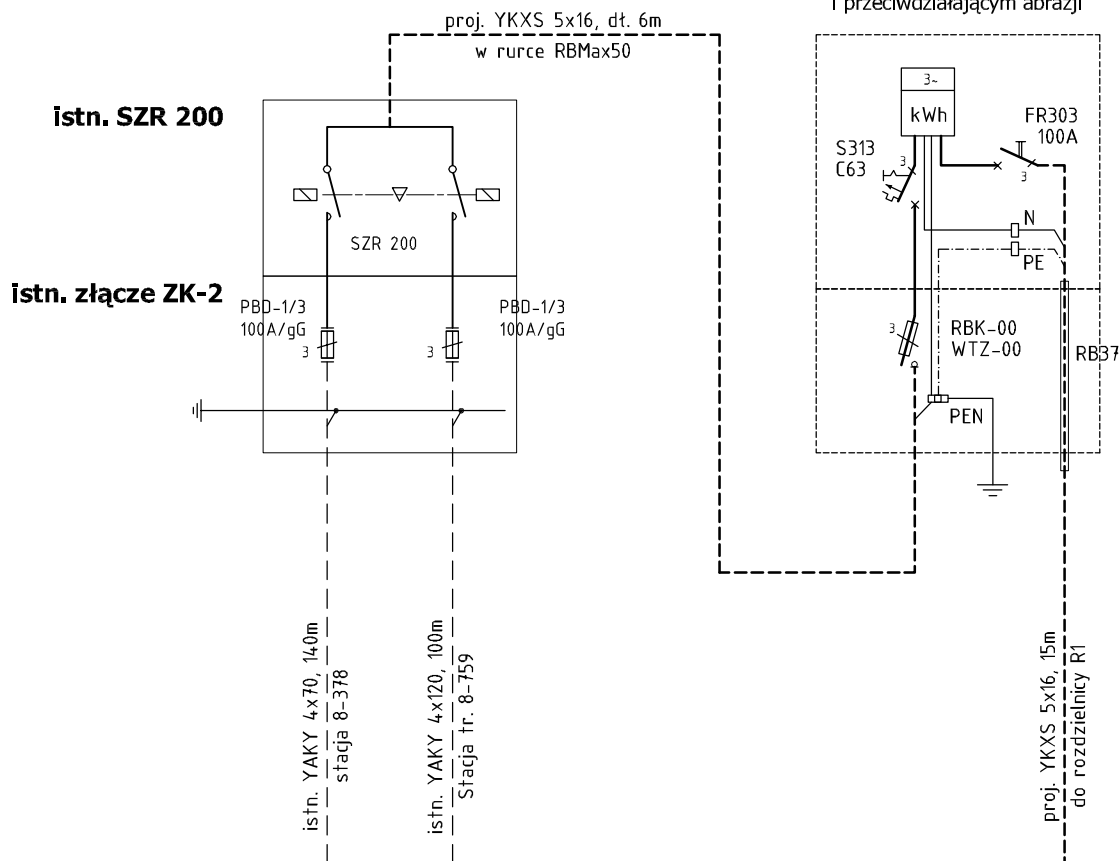 proj. YKXS 5x16, dł. 6m
w rurce RBMax50
i przeciwdziałającym abrazji
istn. SZR 200
SZR 200
istn. złącze ZK-2
PBD-1/3
100A/gG
3
PBD-1/3
100A/gG
3
3~
kWh
S313
C63
3
FR303
100A
3
N
PE
3
RBK-00
WTZ-00
RB37
PEN
istn. YAKY 4x70, 140m
stacja 8-378
istn. YAKY 4x120, 100m
Stacja tr. 8-759
proj. YKXS 5x16, 15m
do rozdzielnicy R1